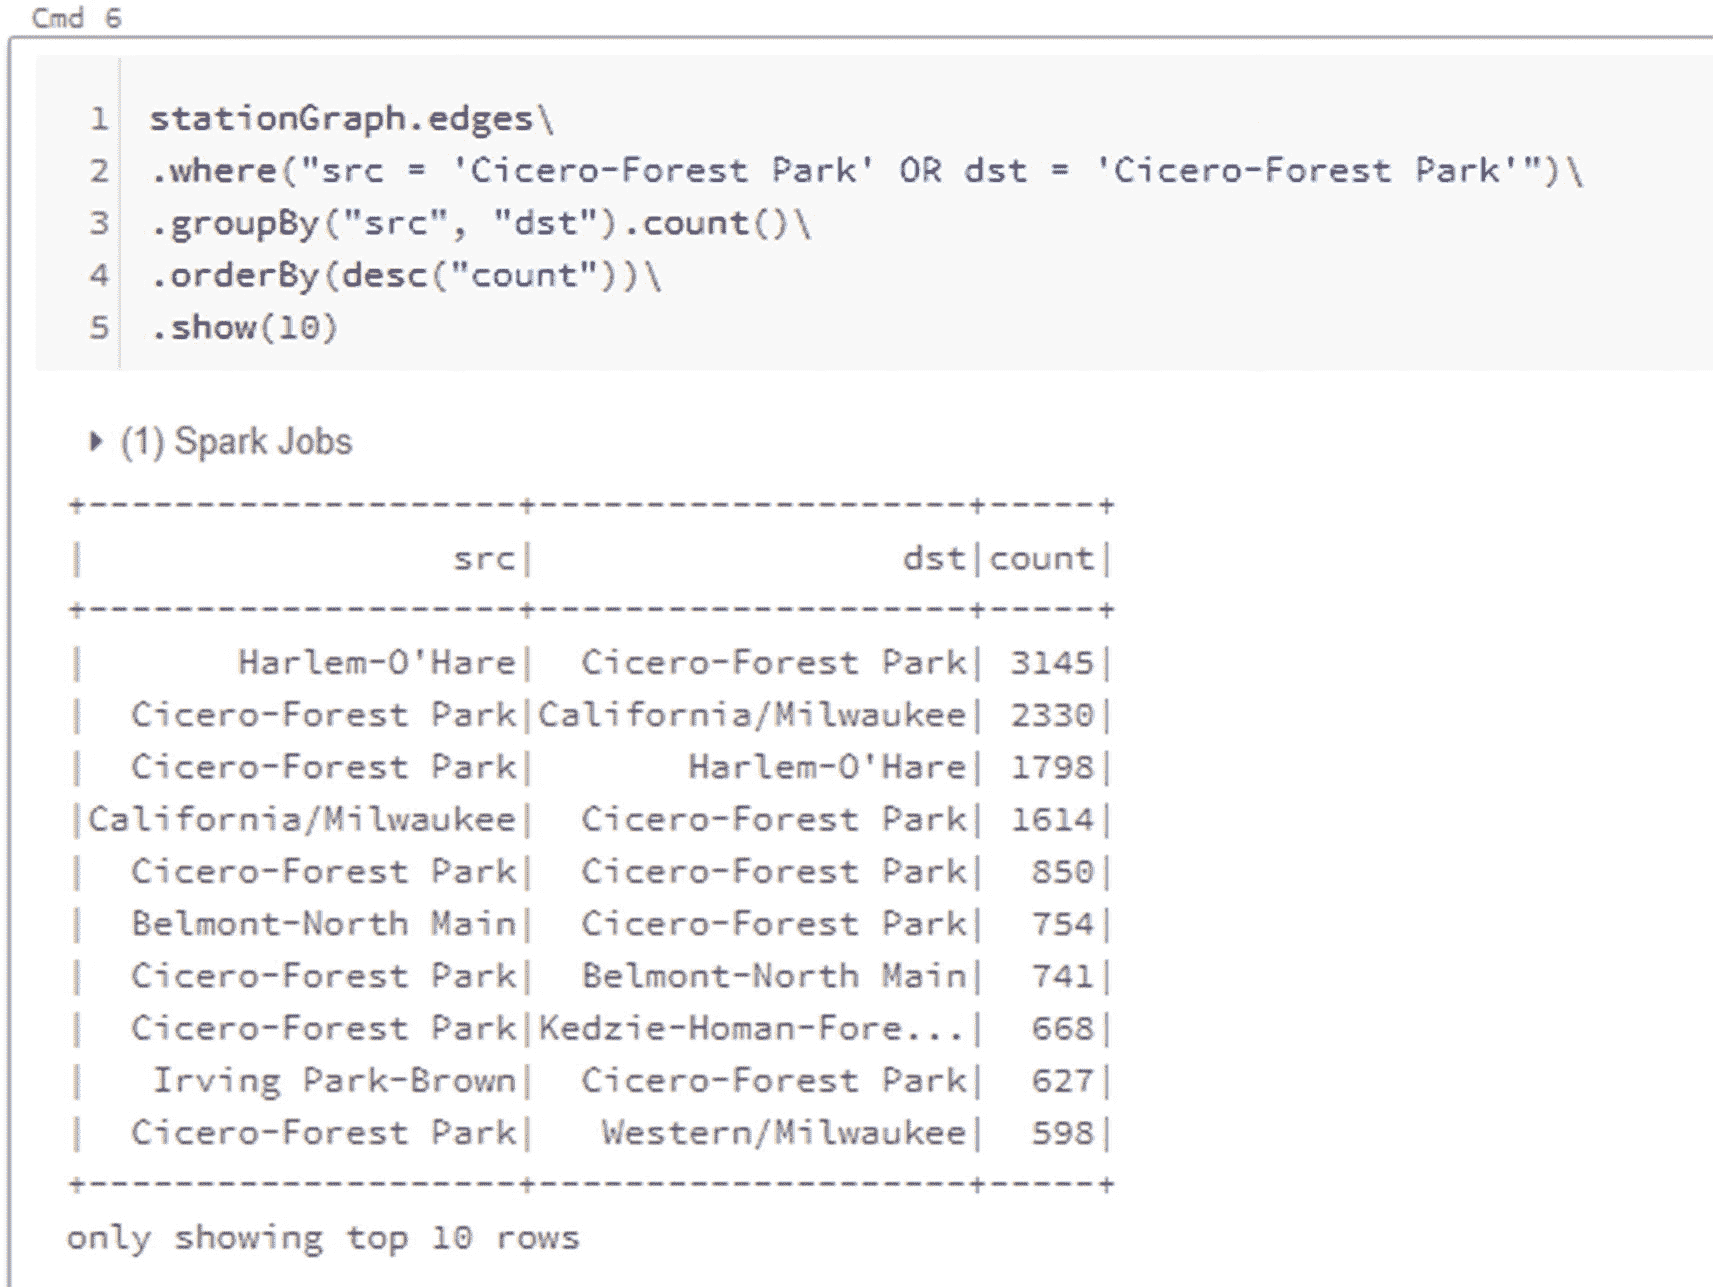 Cmd 6
1 stationGraph.edges\
2 .where("src = 'Cicero-Forest Park' OR dst = 'Cicero-Forest Park'")\
3 .groupBy("src", "dst").count()\
4 .orderBy(desc("count"))\
5 .show(10)
(1) Spark Jobs
+--------------------+--------------------+-----+
|                 src|                 dst|count|
+--------------------+--------------------+-----+
|       Harlem-O'Hare|  Cicero-Forest Park| 3145|
|  Cicero-Forest Park|California/Milwaukee| 2330|
|  Cicero-Forest Park|       Harlem-O'Hare| 1798|
|California/Milwaukee|  Cicero-Forest Park| 1614|
|  Cicero-Forest Park|  Cicero-Forest Park|  850|
|  Belmont-North Main|  Cicero-Forest Park|  754|
|  Cicero-Forest Park|  Belmont-North Main|  741|
|  Cicero-Forest Park|Kedzie-Homan-Fore...|  668|
|   Irving Park-Brown|  Cicero-Forest Park|  627|
|  Cicero-Forest Park|   Western/Milwaukee|  598|
+--------------------+--------------------+-----+
only showing top 10 rows